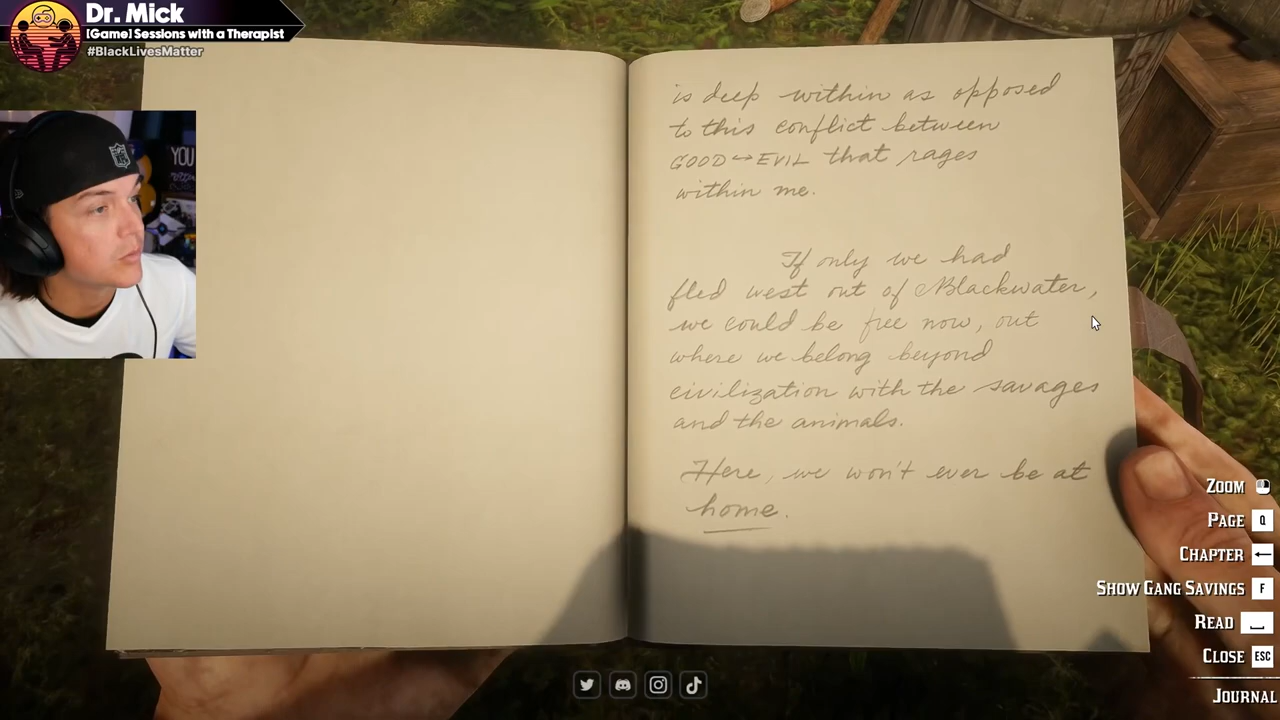 Dr. Mick
[Game] Sessions with a Therapist
#BlackLivesMatter
NFL
YOU
is deep within as opposed
to this conflict between
GOOD↔EVIL that rages
within me.
If only we had
fled west out of Blackwater,
we could be free now, out
where we belong beyond
civilization with the savages
and the animals.
Here, we won't ever be at
home.
ZOOM
PAGE Q
CHAPTER ←
SHOW GANG SAVINGS F
READ
CLOSE ESC
JOURNAL